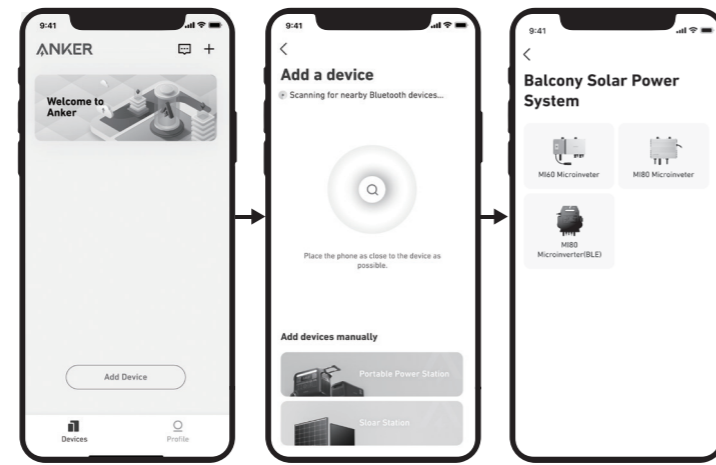 9:41
ANKER
Welcome to
Anker
Add Device
Devices
Profile
9:41
Add a device
Scanning for nearby Bluetooth devices...
Place the phone as close to the device as
possible.
Add devices manually
Portable Power Station
Sloar Station
9:41
Balcony Solar Power
System
MI60 Microinveter
MI80 Microinveter
MI80
Microinverter(BLE)